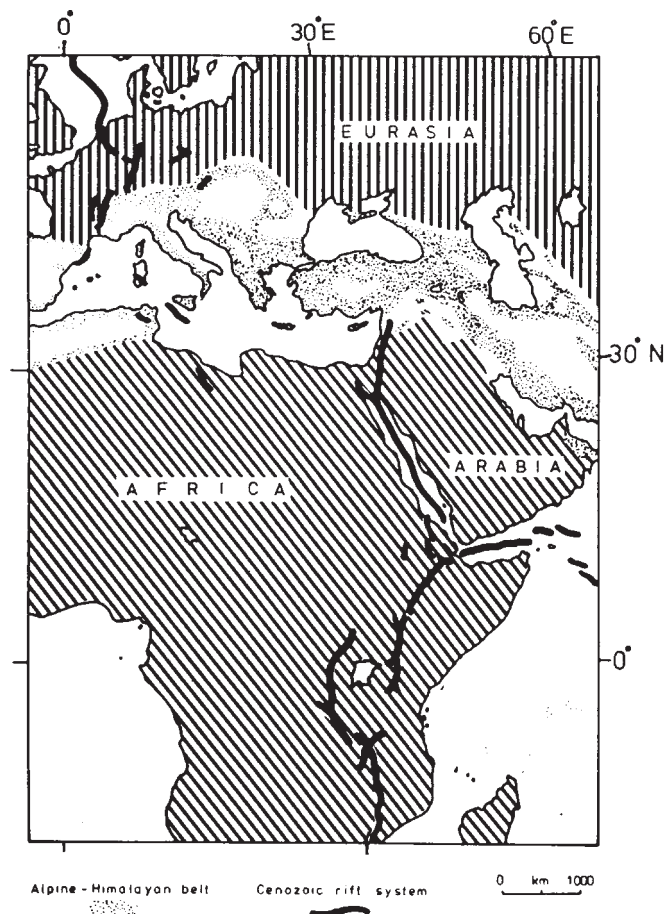 0° 30°E 60°E
EURASIA
30°N
ARABIA
AFRICA
0°
Alpine-Himalayan belt Cenozoic rift system 0 km 1000